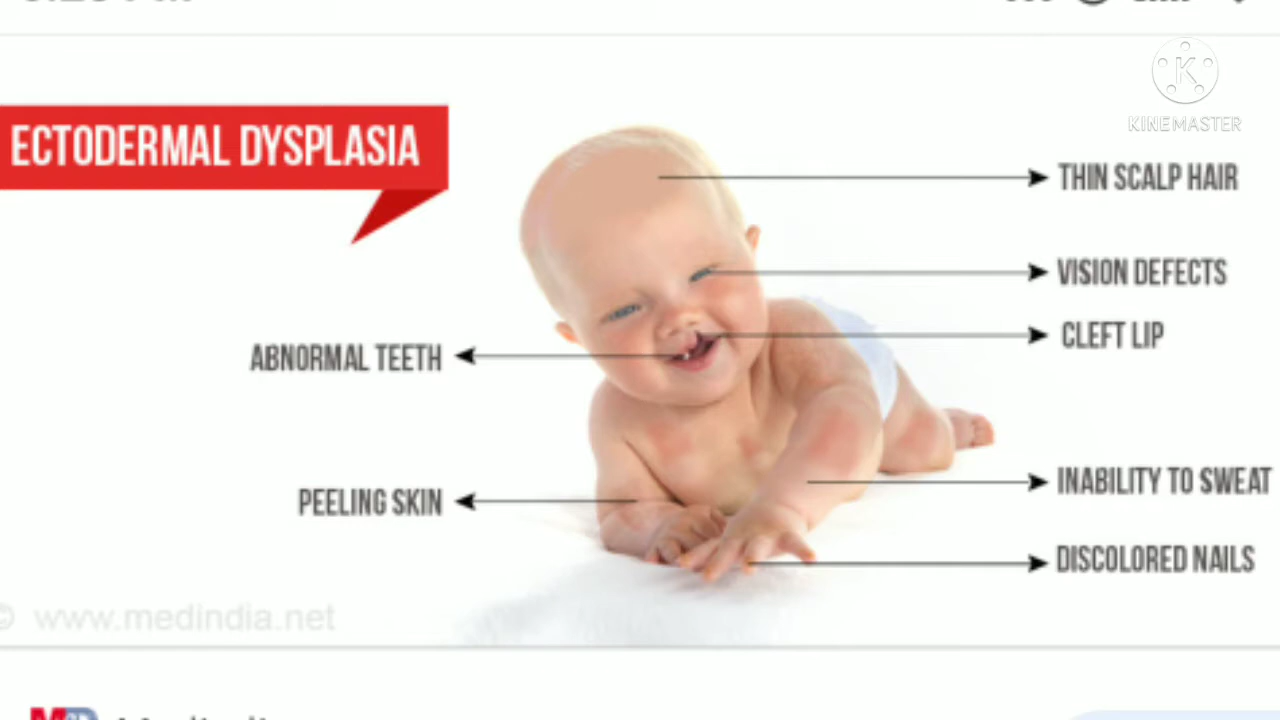 KINEMASTER
ECTODERMAL DYSPLASIA
THIN SCALP HAIR
VISION DEFECTS
CLEFT LIP
ABNORMAL TEETH
INABILITY TO SWEAT
PEELING SKIN
DISCOLORED NAILS
© www.medindia.net